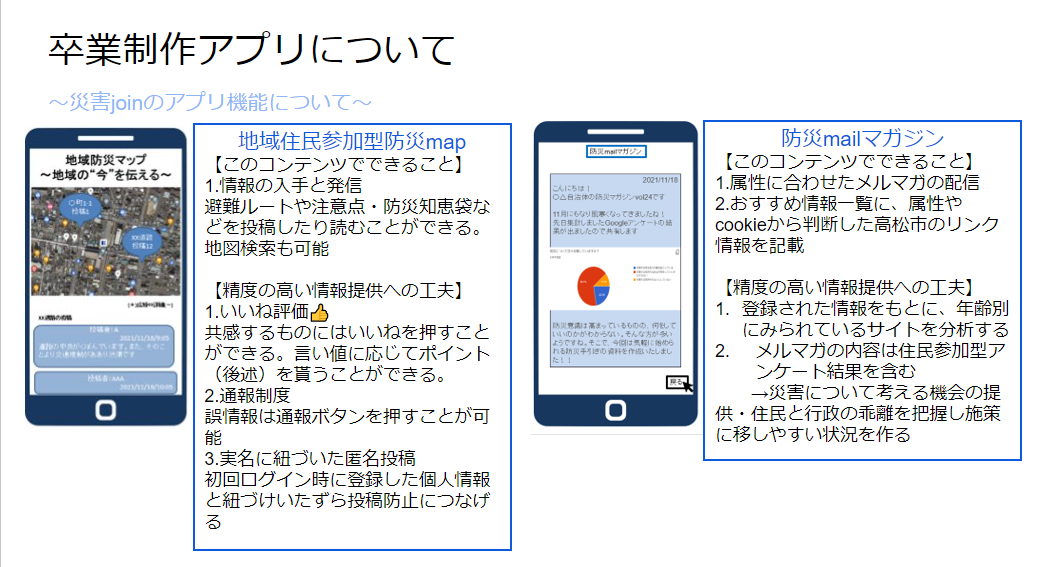 卒業制作アプリについて
～災害joinのアプリ機能について～
地域防災マップ
～地域の“今”を伝える～
○町1-1
投稿1
XX道路
投稿12
XX道路の投稿
投稿者:A
2021/11/18/9:05
投稿者:AAA
2021/11/18/10:05
地域住民参加型防災map
【このコンテンツでできること】
1.情報の入手と発信
避難ルートや注意点・防災知恵袋な
どを投稿したり読むことができる。
地図検索も可能
【精度の高い情報提供への工夫】
1.いいね評価👍
共感するものにはいいねを押すこと
ができる。言い値に応じてポイント
（後述）を貰うことができる。
2.通報制度
誤情報は通報ボタンを押すことが可
能
3.実名に紐づいた匿名投稿
初回ログイン時に登録した個人情報
と紐づけいたずら投稿防止につなげ
る
防災mailマガジン
2021/11/18
こんにちは！
○△自治体の防災マガジンvol24です
11月にもなり肌寒くなってきましたね！
先日集計しましたGoogleアンケートの結
果が出ましたので共有します
防災意識は高まっているものの、何をして
いいのかがわからない。そんな方が多い
ようですね。そこで、今回は気軽に始めら
れる防災手引きの資料を作成いたしまし
た！！
戻る
防災mailマガジン
【このコンテンツでできること】
1.属性に合わせたメルマガの配信
2.おすすめ情報一覧に、属性や
cookieから判断した高松市のリンク
情報を記載
【精度の高い情報提供への工夫】
1. 登録された情報をもとに、年齢別
にみられているサイトを分析する
2. メルマガの内容は住民参加型ア
ンケート結果を含む
→災害について考える機会の提
供・住民と行政の乖離を把握し施策
に移しやすい状況を作る